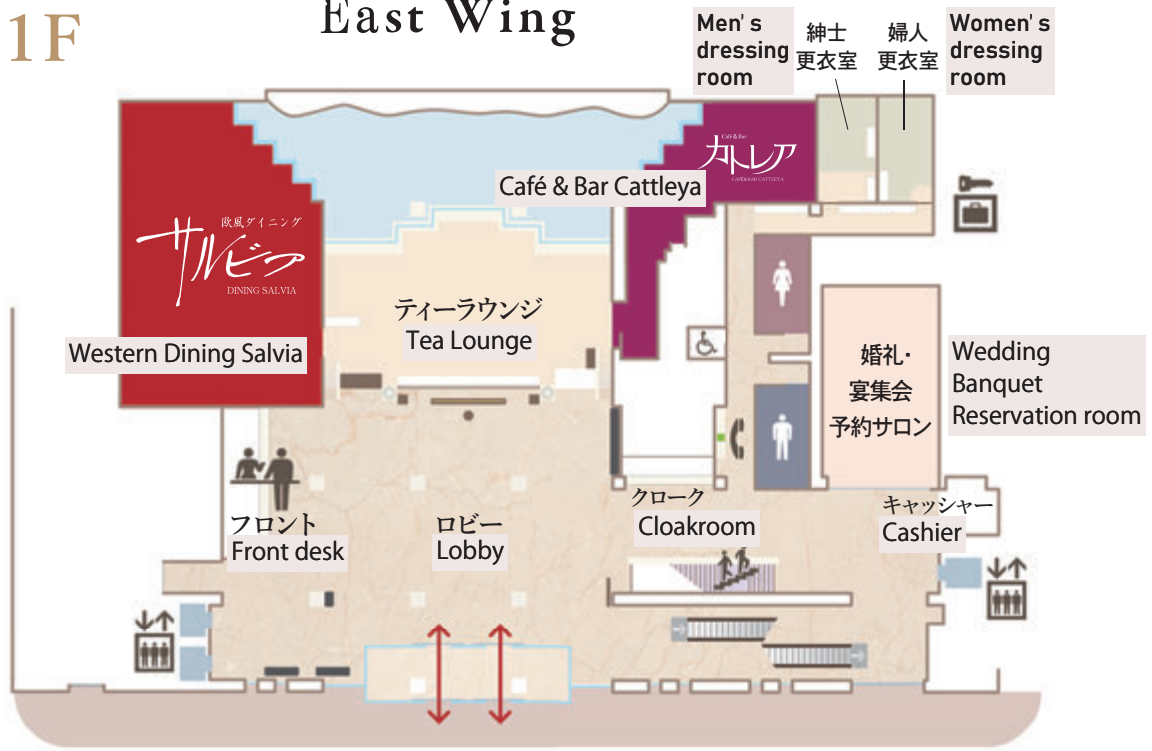 1F
East Wing
Men's
dressing
room
紳士
更衣室
婦人
更衣室
Women's
dressing
room
Café & Bar
カトレア
CAFÉ&BAR CATTLEYA
Café & Bar Cattleya
欧風ダイニング
サルビア
DINING SALVIA
Western Dining Salvia
ティーラウンジ
Tea Lounge
婚礼・
宴集会
予約サロン
Wedding
Banquet
Reservation room
フロント
Front desk
ロビー
Lobby
クローク
Cloakroom
キャッシャー
Cashier